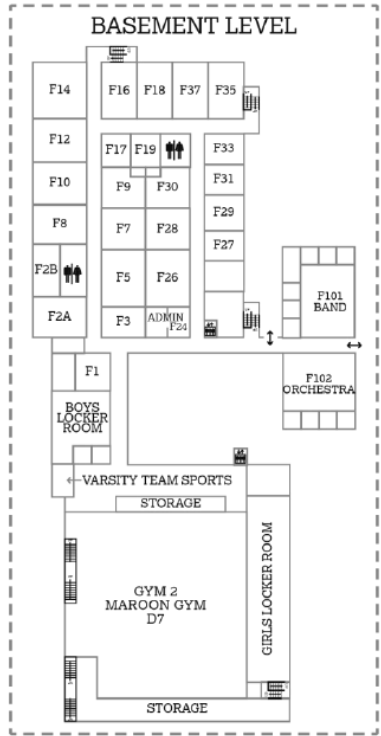 BASEMENT LEVEL
F14
F16
F18
F37
F35
F12
F17
F19
F33
F10
F9
F30
F31
F8
F7
F28
F29
F27
F2B
F5
F26
F2A
F3
ADMIN
F24
F101
BAND
F1
F102
ORCHESTRA
BOYS
LOCKER
ROOM
←VARSITY TEAM SPORTS
STORAGE
GYM 2
MAROON GYM
D7
GIRLS LOCKER ROOM
STORAGE